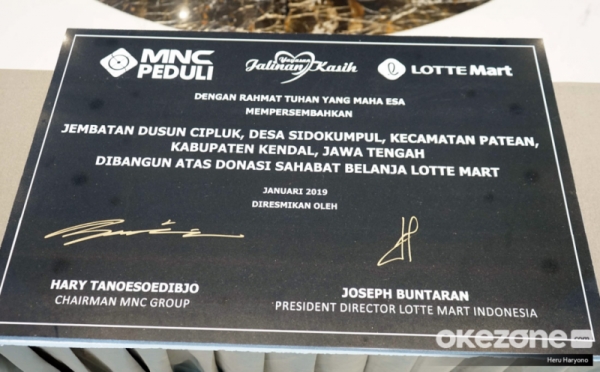 MNC PEDULI
Yayasan
Jalinan Kasih
LOTTE Mart
DENGAN RAHMAT TUHAN YANG MAHA ESA
MEMPERSEMBAHKAN
JEMBATAN DUSUN CIPLUK, DESA SIDOKUMPUL, KECAMATAN PATEAN,
KABUPATEN KENDAL, JAWA TENGAH
DIBANGUN ATAS DONASI SAHABAT BELANJA LOTTE MART
JANUARI 2019
DIRESMIKAN OLEH
HARY TANOESOEDIBJO
CHAIRMAN MNC GROUP
JOSEPH BUNTARAN
PRESIDENT DIRECTOR LOTTE MART INDONESIA
okezone.com
Heru Haryono